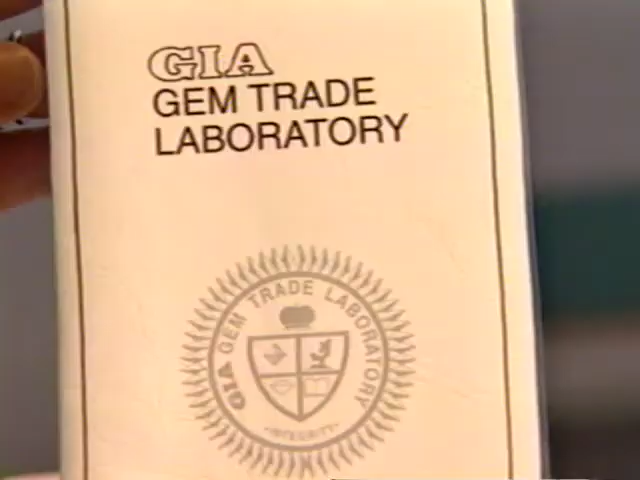 GIA
GEM TRADE
LABORATORY
GIA GEM TRADE LABORATORY
INTEGRITY